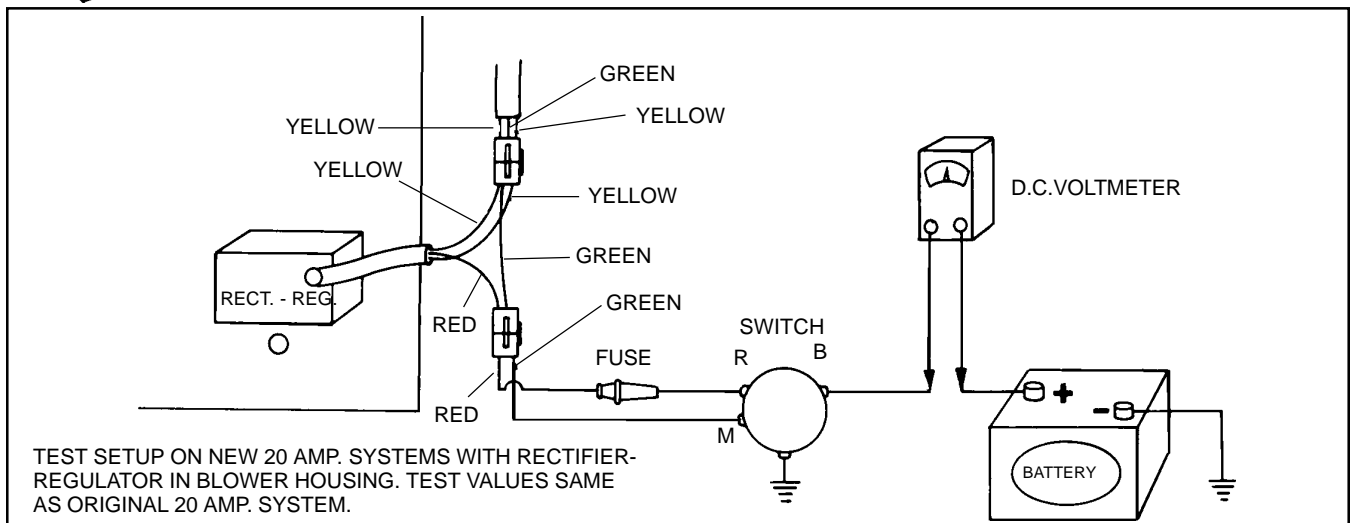 GREEN
YELLOW
YELLOW
YELLOW
YELLOW
D.C.VOLTMETER
GREEN
RECT. - REG.
GREEN
RED
SWITCH
FUSE
R
B
RED
M
+
-
BATTERY
TEST SETUP ON NEW 20 AMP. SYSTEMS WITH RECTIFIER-
REGULATOR IN BLOWER HOUSING. TEST VALUES SAME
AS ORIGINAL 20 AMP. SYSTEM.